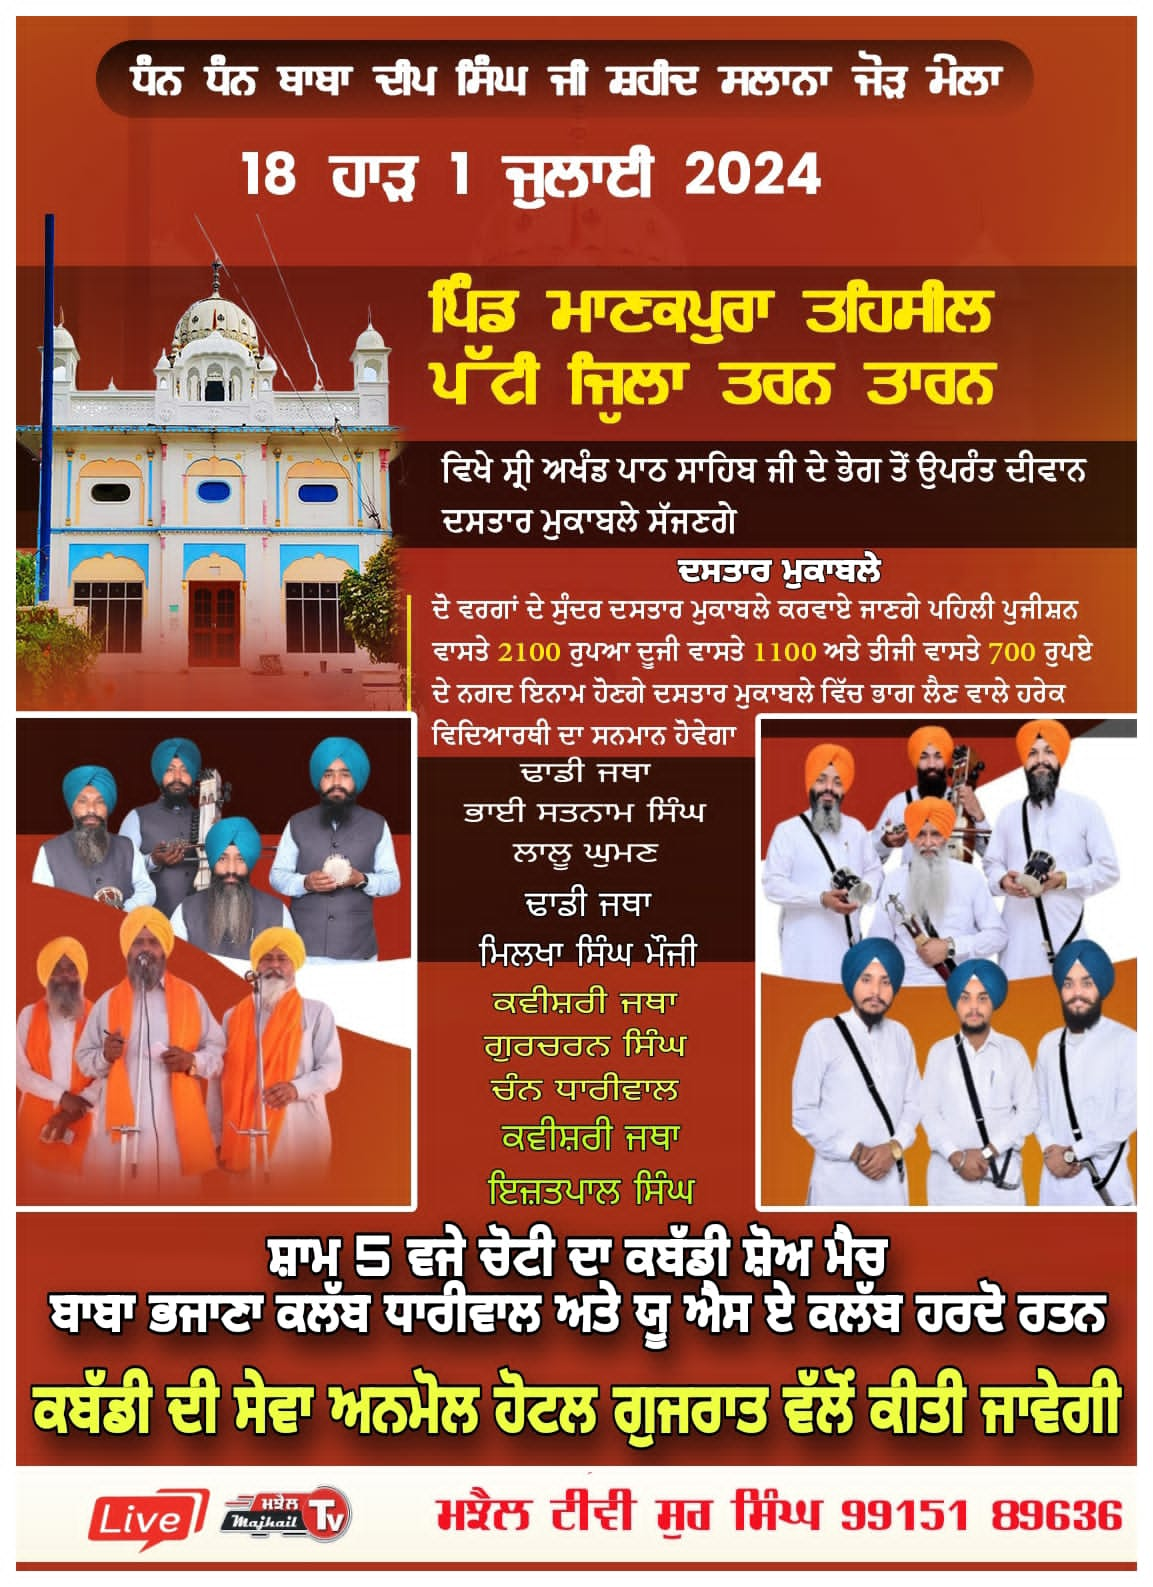 ਧੰਨ ਧੰਨ ਬਾਬਾ ਦੀਪ ਸਿੰਘ ਜੀ ਸ਼ਹੀਦ ਸਲਾਨਾ ਜੋੜ ਮੇਲਾ
18 ਹਾੜ 1 ਜੁਲਾਈ 2024
ਪਿੰਡ ਮਾਣਕਪੁਰਾ ਤਹਿਸੀਲ
ਪੱਟੀ ਜਿਲਾ ਤਰਨ ਤਾਰਨ
ਵਿਖੇ ਸ੍ਰੀ ਅਖੰਡ ਪਾਠ ਸਾਹਿਬ ਜੀ ਦੇ ਭੋਗ ਤੋਂ ਉਪਰੰਤ ਦੀਵਾਨ
ਦਸਤਾਰ ਮੁਕਾਬਲੇ ਸੱਜਣਗੇ
ਦਸਤਾਰ ਮੁਕਾਬਲੇ
ਦੋ ਵਰਗਾਂ ਦੇ ਸੁੰਦਰ ਦਸਤਾਰ ਮੁਕਾਬਲੇ ਕਰਵਾਏ ਜਾਣਗੇ ਪਹਿਲੀ ਪੁਜੀਸ਼ਨ
ਵਾਸਤੇ 2100 ਰੁਪਆ ਦੂਜੀ ਵਾਸਤੇ 1100 ਅਤੇ ਤੀਜੀ ਵਾਸਤੇ 700 ਰੁਪਏ
ਦੇ ਨਗਦ ਇਨਾਮ ਹੋਣਗੇ ਦਸਤਾਰ ਮੁਕਾਬਲੇ ਵਿੱਚ ਭਾਗ ਲੈਣ ਵਾਲੇ ਹਰੇਕ
ਵਿਦਿਆਰਥੀ ਦਾ ਸਨਮਾਨ ਹੋਵੇਗਾ
ਢਾਡੀ ਜਥਾ
ਭਾਈ ਸਤਨਾਮ ਸਿੰਘ
ਲਾਲੂ ਘੁਮਣ
ਢਾਡੀ ਜਥਾ
ਮਿਲਖਾ ਸਿੰਘ ਮੌਜੀ
ਕਵੀਸ਼ਰੀ ਜਥਾ
ਗੁਰਚਰਨ ਸਿੰਘ
ਚੰਨ ਧਾਰੀਵਾਲ
ਕਵੀਸ਼ਰੀ ਜਥਾ
ਇਜ਼ਤਪਾਲ ਸਿੰਘ
ਸ਼ਾਮ 5 ਵਜੇ ਚੋਟੀ ਦਾ ਕਬੱਡੀ ਸ਼ੋਅ ਮੈਚ
ਬਾਬਾ ਭਜਾਣਾ ਕਲੱਬ ਧਾਰੀਵਾਲ ਅਤੇ ਯੂ ਐਸ ਏ ਕਲੱਬ ਹਰਦੋ ਰਤਨ
ਕਬੱਡੀ ਦੀ ਸੇਵਾ ਅਨਮੋਲ ਹੋਟਲ ਗੁਜਰਾਤ ਵੱਲੋਂ ਕੀਤੀ ਜਾਵੇਗੀ
Live ਮਝੈਲ Majhail TV ਮਝੈਲ ਟੀਵੀ ਸੁਰ ਸਿੰਘ 99151 89636